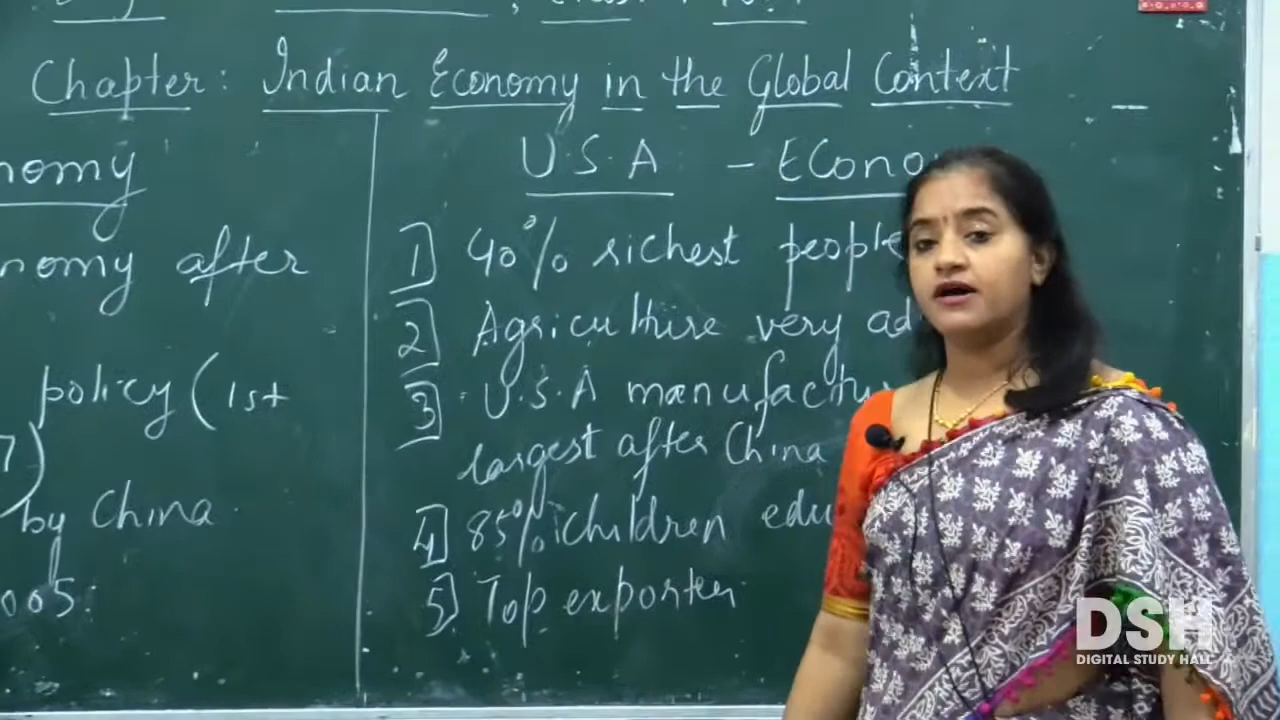 Chapter: Indian Economy in the Global Context
nomy
nomy after
policy (1st
7)
by China
005:
U.S.A - Econo
1] 40% richest people
2] Agriculture very ad
3] U.S.A manufactu
largest after China
4] 85% children edu
5] Top exporter
DSH
DIGITAL STUDY HALL